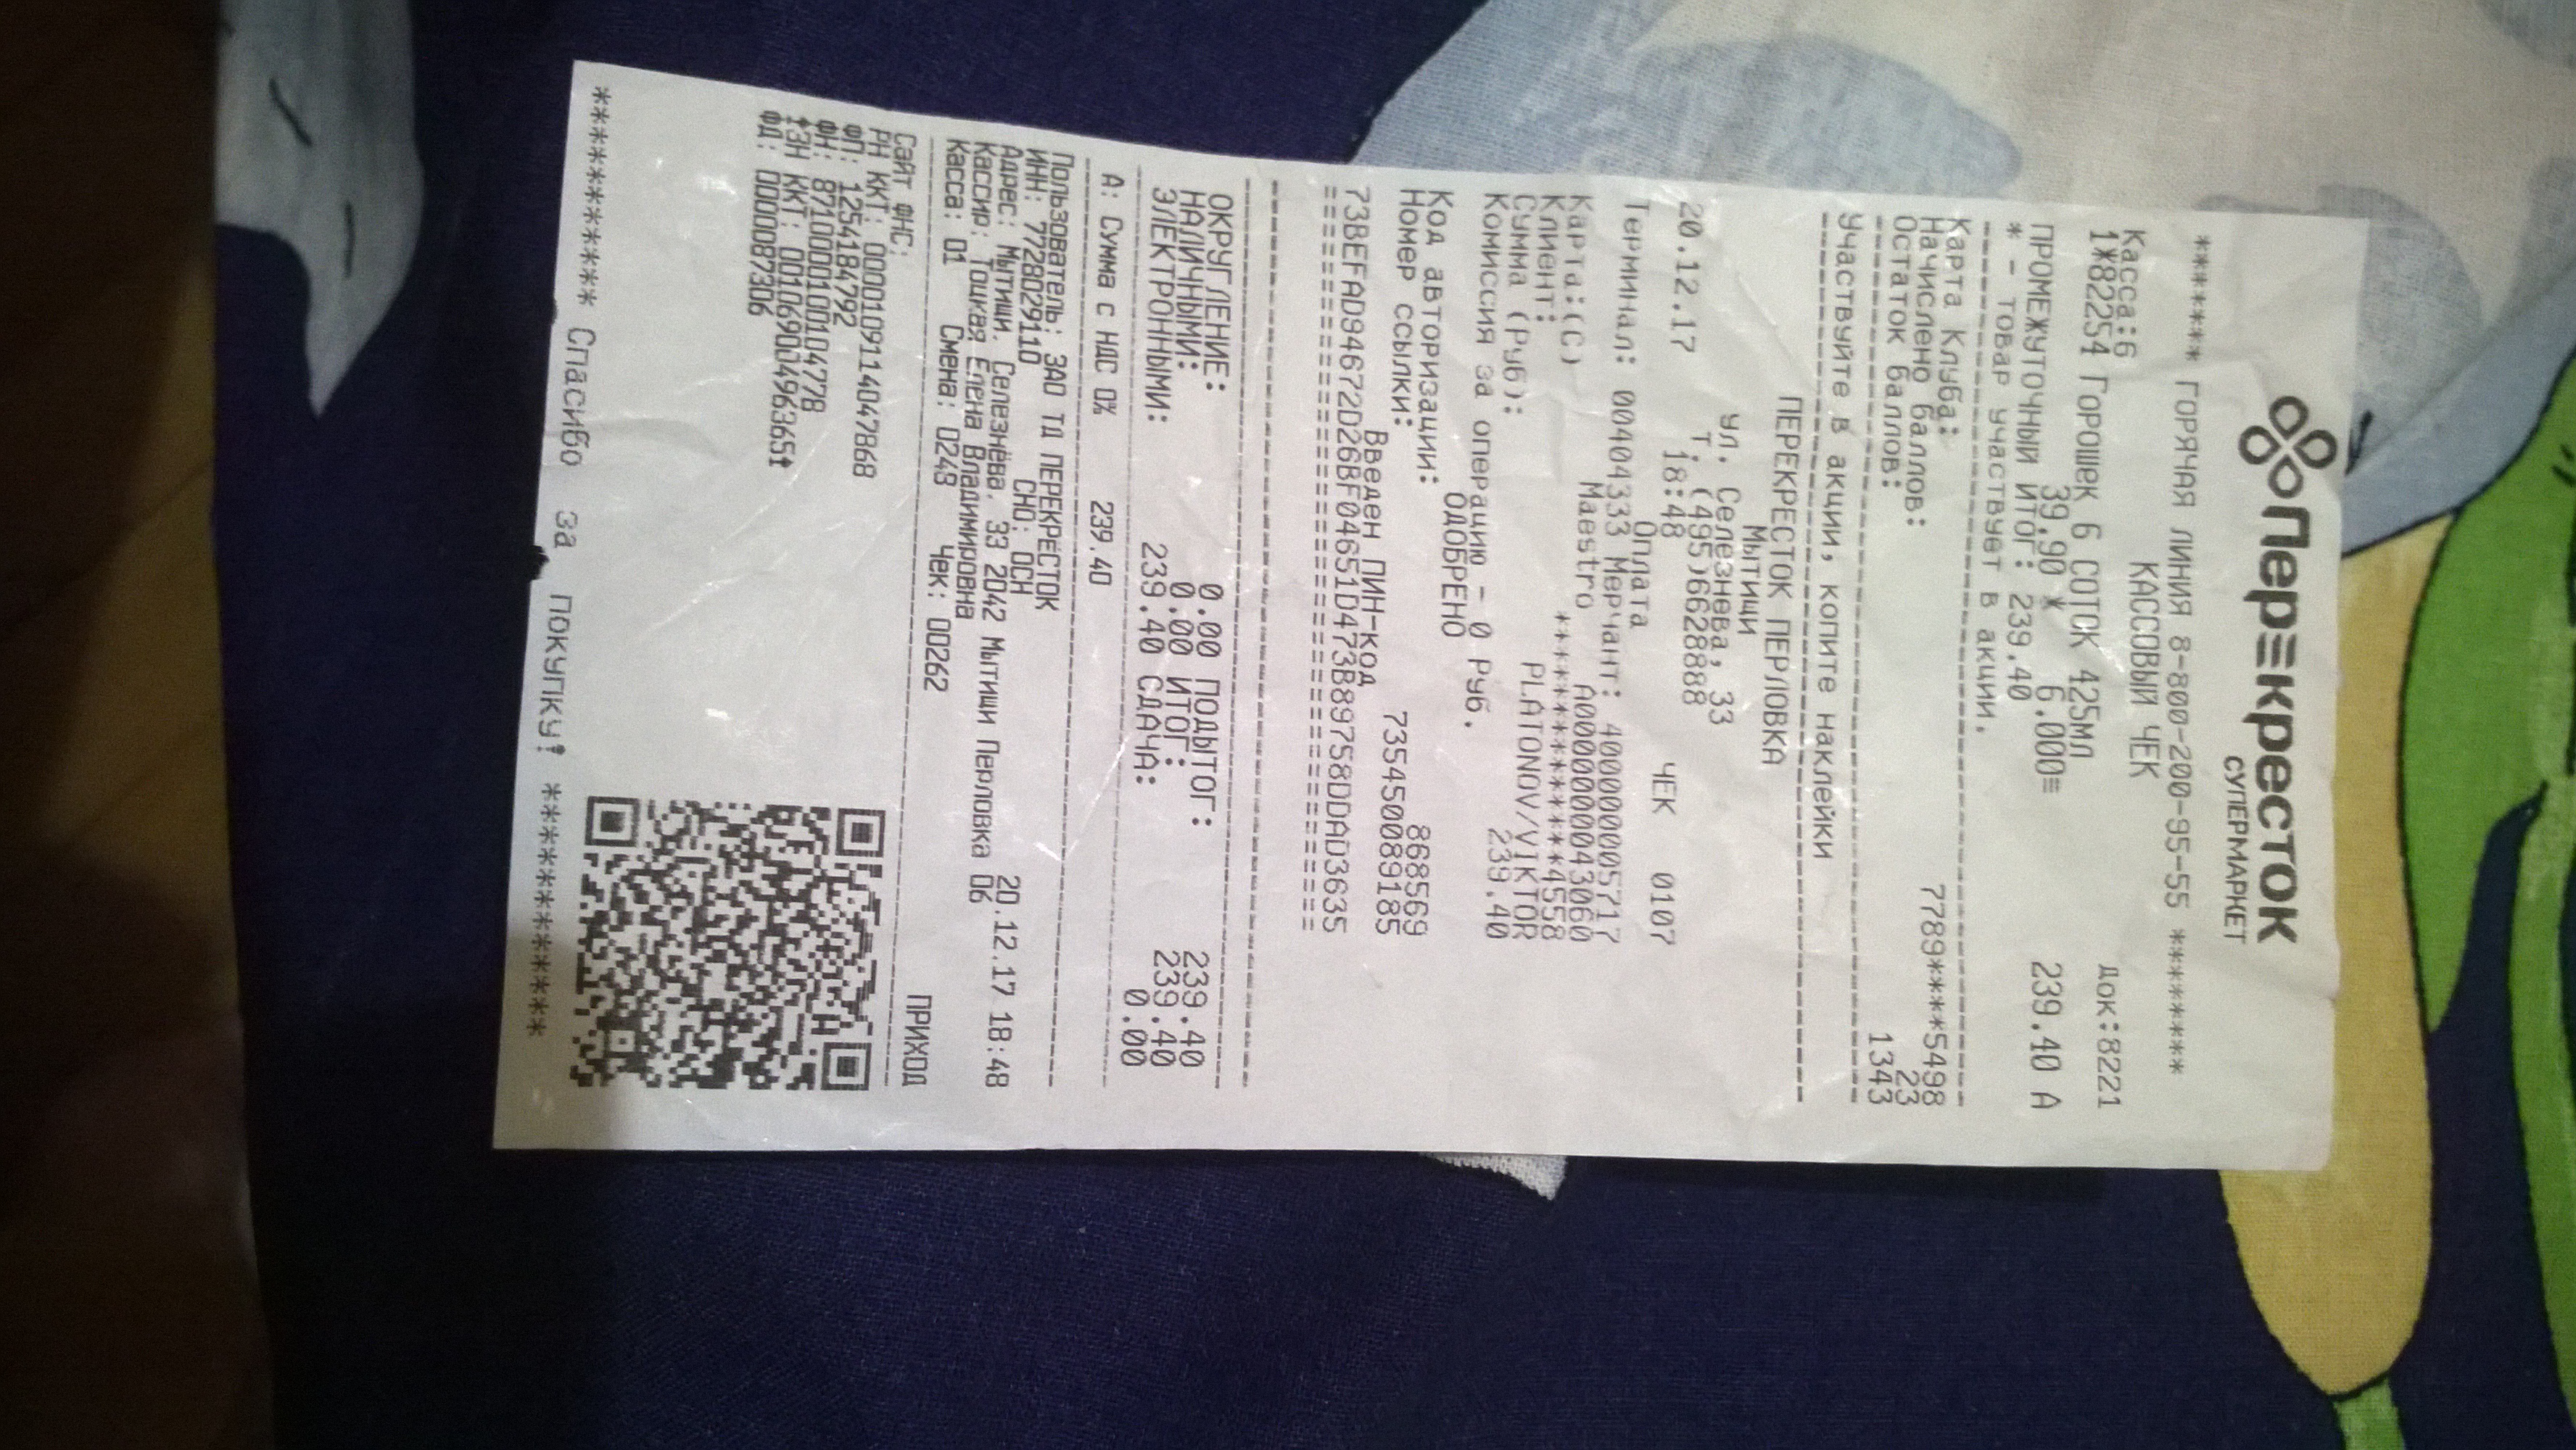 Пер≡кресток
СУПЕРМАРКЕТ
****** ГОРЯЧАЯ ЛИНИЯ 8-800-200-95-55 *******
КАССОВЫЙ ЧЕК
Касса:6 док:8221
1*82254 ГОРОШЕК 6 СОТОК 425МЛ
39.90 * 6.000= 239.40 А
ПРОМЕЖУТОЧНЫЙ ИТОГ: 239.40
* - товар участвует в акции.
Карта Клуба: 7789****5498
Начислено баллов: 23
Остаток баллов: 1343
Участвуйте в акции, копите наклейки
ПЕРЕКРЕСТОК ПЕРЛОВКА
Мытищи
ул. Селезнева, 33
т. (495)6628888
20.12.17 18:48 ЧЕК 0107
Оплата
Терминал: 00404333 Мерчант: 400000005717
Maestro A0000000043060
Карта:(C) ************4558
Клиент: PLATONOV/VIKTOR
Сумма (Руб): 239.40
Комиссия за операцию - 0 Руб.
ОДОБРЕНО
Код авторизации: 868569
Номер ссылки: 735450089185
Введен ПИН-код
73BEFAD94672D26BF04651D473B89758DDAD3635
========================================
ОКРУГЛЕНИЕ: 0.00 ПОДЫТОГ: 239.40
НАЛИЧНЫМИ: 0.00 ИТОГ: 239.40
ЭЛЕКТРОННЫМИ: 239.40 СДАЧА: 0.00
А: Сумма с НДС 0% 239.40
Пользователь: ЗАО ТД ПЕРЕКРЁСТОК
ИНН: 7728029110 СНО: ОСН 20.12.17 18:48
Адрес: Мытищи. Селезнёва. 33 2042 Мытищи Перловка 06
Кассир: Тоцкая Елена Владимировна
Касса: 01 Смена: 0248 Чек: 00262 ПРИХОД
Сайт ФНС:
РН ККТ: 0000109114047868
ФП: 1254184792
ФН: 8710000100104778
ЗН ККТ: 00106900496365
ФД: 0000087306
************* Спасибо за покупку! **************